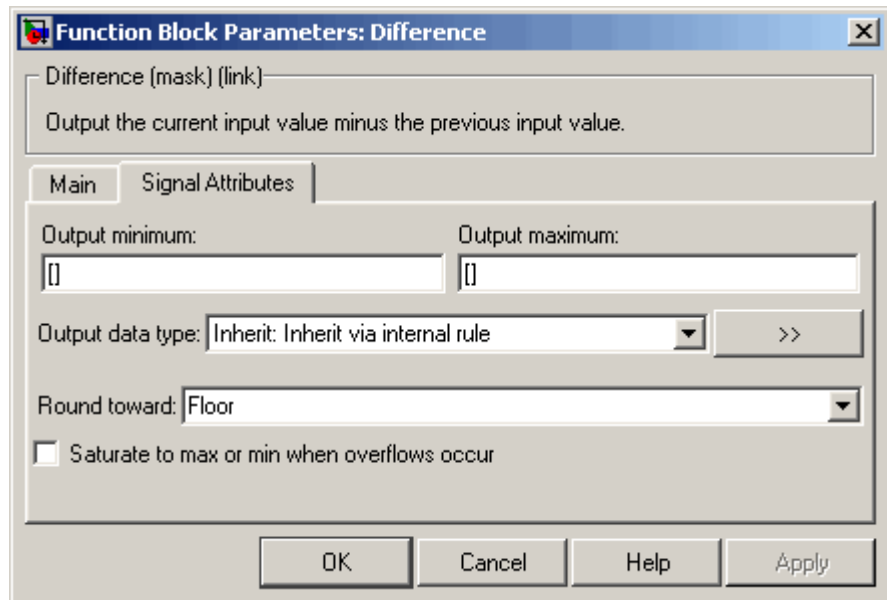 Function Block Parameters: Difference
Difference (mask) (link)
Output the current input value minus the previous input value.
Main Signal Attributes
Output minimum: Output maximum:
[] []
Output data type: Inherit: Inherit via internal rule >>
Round toward: Floor
Saturate to max or min when overflows occur
OK Cancel Help Apply